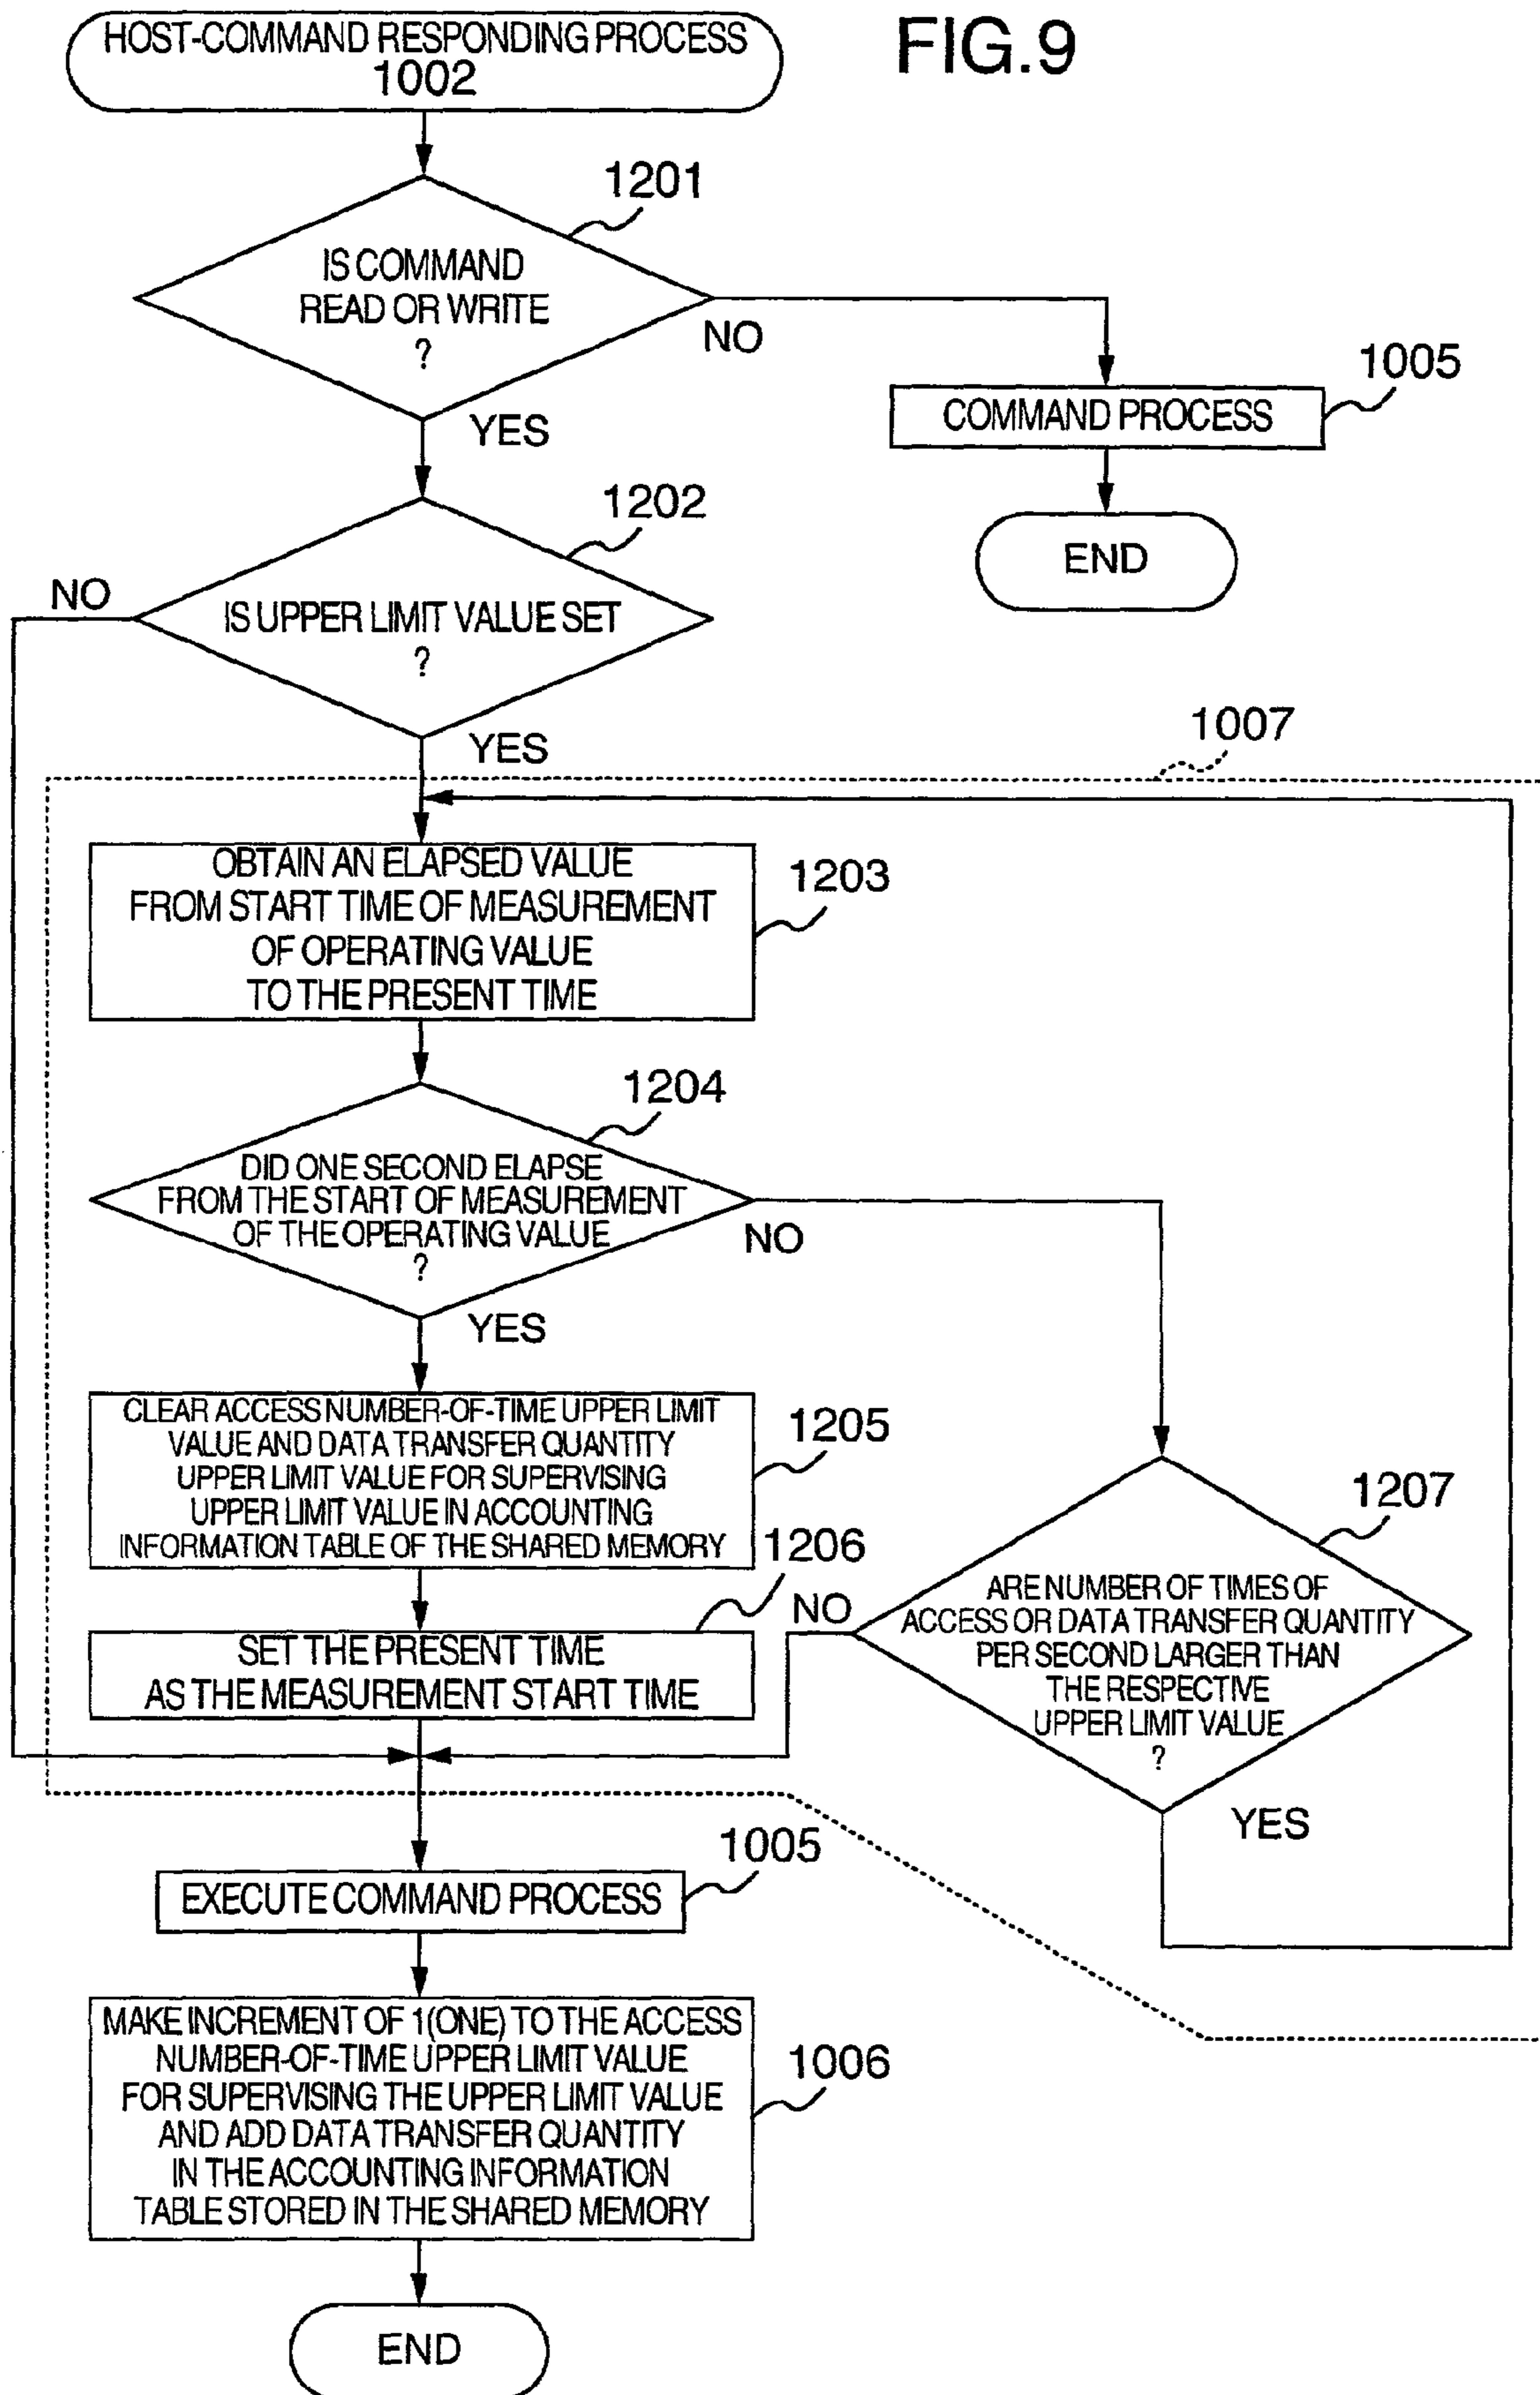 HOST-COMMAND RESPONDING PROCESS
1002
FIG.9
1201
IS COMMAND
READ OR WRITE
?
NO
YES
1005
COMMAND PROCESS
END
1202
NO
IS UPPER LIMIT VALUE SET
?
YES
1007
OBTAIN AN ELAPSED VALUE
FROM START TIME OF MEASUREMENT
OF OPERATING VALUE
TO THE PRESENT TIME
1203
1204
DID ONE SECOND ELAPSE
FROM THE START OF MEASUREMENT
OF THE OPERATING VALUE
?
NO
YES
CLEAR ACCESS NUMBER-OF-TIME UPPER LIMIT
VALUE AND DATA TRANSFER QUANTITY
UPPER LIMIT VALUE FOR SUPERVISING
UPPER LIMIT VALUE IN ACCOUNTING
INFORMATION TABLE OF THE SHARED MEMORY
1205
1206
SET THE PRESENT TIME
AS THE MEASUREMENT START TIME
1207
NO
ARE NUMBER OF TIMES OF
ACCESS OR DATA TRANSFER QUANTITY
PER SECOND LARGER THAN
THE RESPECTIVE
UPPER LIMIT VALUE
?
YES
1005
EXECUTE COMMAND PROCESS
MAKE INCREMENT OF 1(ONE) TO THE ACCESS
NUMBER-OF-TIME UPPER LIMIT VALUE
FOR SUPERVISING THE UPPER LIMIT VALUE
AND ADD DATA TRANSFER QUANTITY
IN THE ACCOUNTING INFORMATION
TABLE STORED IN THE SHARED MEMORY
1006
END